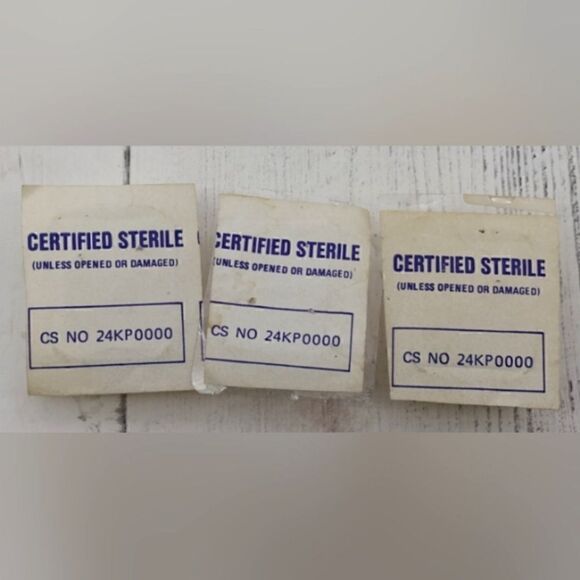 CERTIFIED STERILE
(UNLESS OPENED OR DAMAGED)
CS NO 24KP0000
CERTIFIED STERILE
(UNLESS OPENED OR DAMAGED)
CS NO 24KP0000
CERTIFIED STERILE
(UNLESS OPENED OR DAMAGED)
CS NO 24KP0000